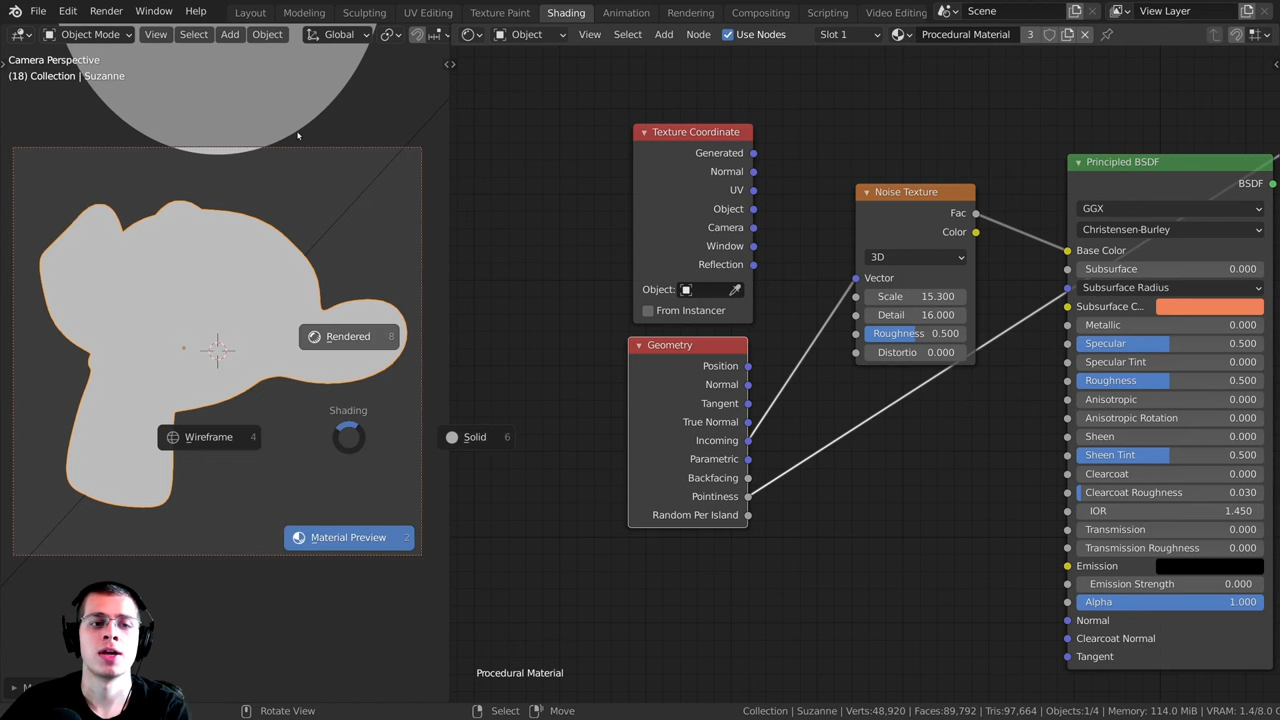 File Edit Render Window Help Layout Modeling Sculpting UV Editing Texture Paint Shading Animation Rendering Compositing Scripting Video Editing Scene View Layer
Object Mode View Select Add Object Global Object View Select Add Node Use Nodes Slot 1 Procedural Material 3
Camera Perspective
(18) Collection | Suzanne
Rendered 8
Shading
Wireframe 4
Solid 6
Material Preview 2
Texture Coordinate
Generated
Normal
UV
Object
Camera
Window
Reflection
Object:
From Instancer
Geometry
Position
Normal
Tangent
True Normal
Incoming
Parametric
Backfacing
Pointiness
Random Per Island
Noise Texture
Fac
Color
3D
Vector
Scale 15.300
Detail 16.000
Roughness 0.500
Distortio 0.000
Principled BSDF
BSDF
GGX
Christensen-Burley
Base Color
Subsurface 0.000
Subsurface Radius
Subsurface C...
Metallic 0.000
Specular 0.500
Specular Tint 0.000
Roughness 0.500
Anisotropic 0.000
Anisotropic Rotation 0.000
Sheen 0.000
Sheen Tint 0.500
Clearcoat 0.000
Clearcoat Roughness 0.030
IOR 1.450
Transmission 0.000
Transmission Roughness 0.000
Emission
Emission Strength 0.000
Alpha 1.000
Normal
Clearcoat Normal
Tangent
Procedural Material
Rotate View Select Move Collection | Suzanne | Verts:48,920 | Faces:89,792 | Tris:97,664 | Objects:1/4 | Memory: 114.0 MiB | VRAM: 1.4/8.0